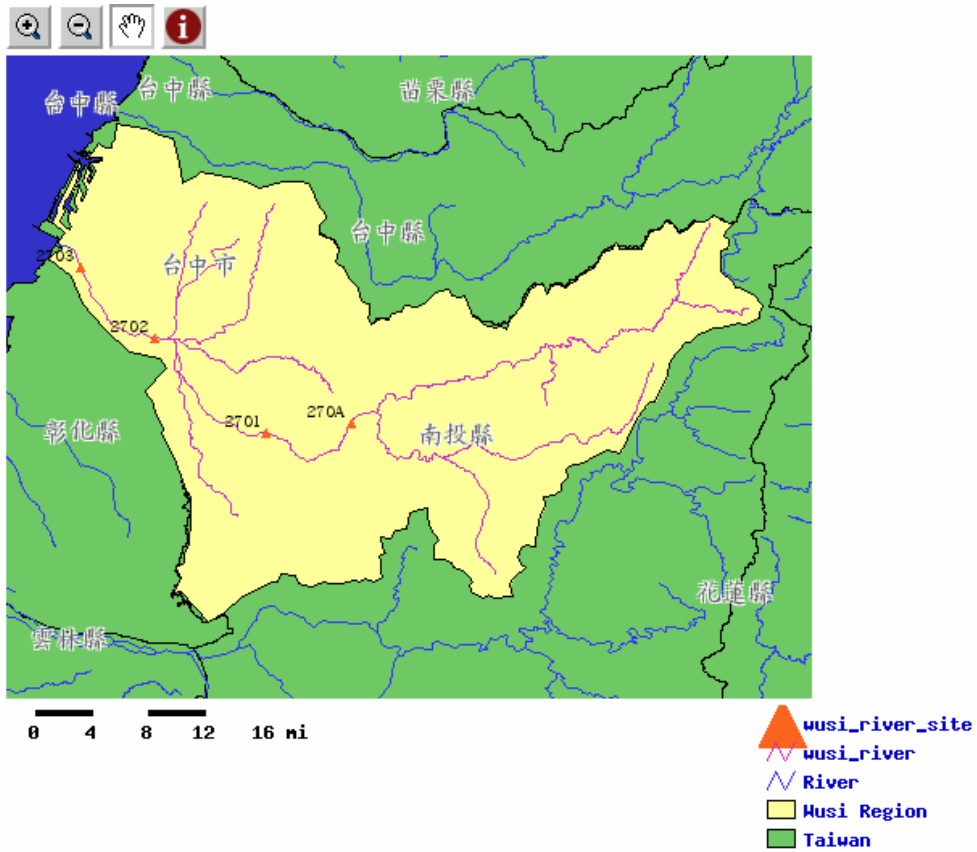 台中縣
台中縣
苗栗縣
台中縣
2703
台中市
2702
2701
270A
彰化縣
南投縣
花蓮縣
雲林縣
0 4 8 12 16 mi
wusi_river_site
wusi_river
River
Wusi Region
Taiwan